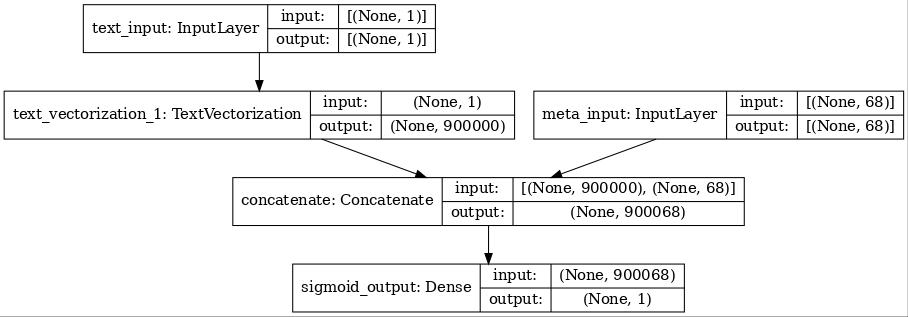 text_input: InputLayer
input: [(None, 1)]
output: [(None, 1)]
text_vectorization_1: TextVectorization
input: (None, 1)
output: (None, 900000)
meta_input: InputLayer
input: [(None, 68)]
output: [(None, 68)]
concatenate: Concatenate
input: [(None, 900000), (None, 68)]
output: (None, 900068)
sigmoid_output: Dense
input: (None, 900068)
output: (None, 1)